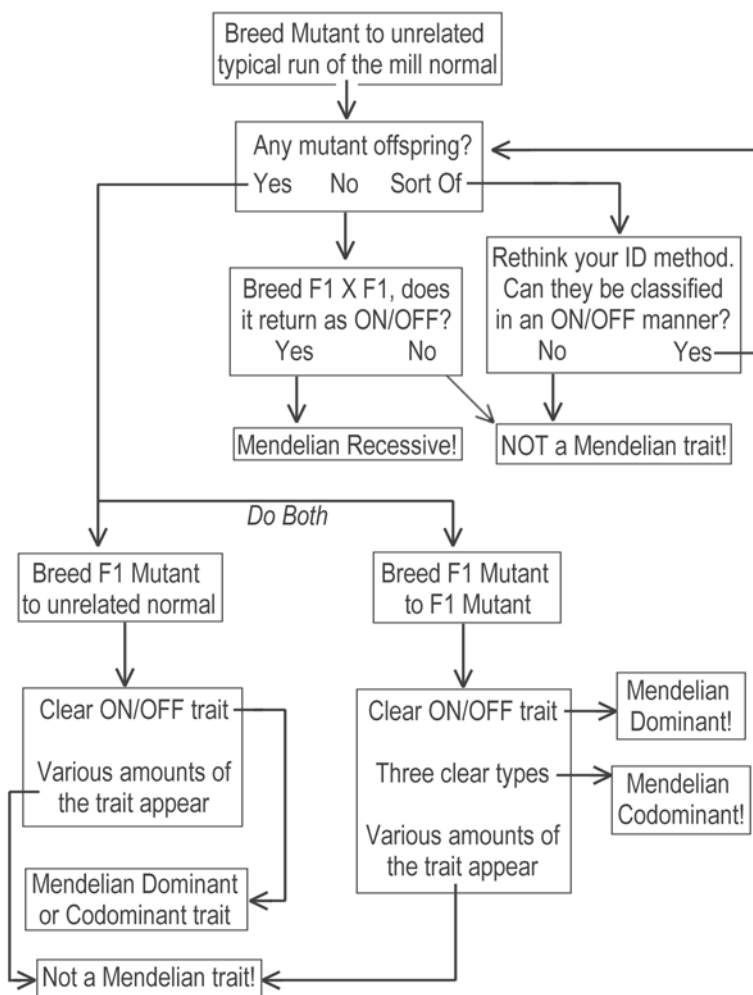 Breed Mutant to unrelated
typical run of the mill normal
Any mutant offspring?
Yes No Sort Of
Breed F1 X F1, does
it return as ON/OFF?
Yes No
Rethink your ID method.
Can they be classified
in an ON/OFF manner?
No Yes
Mendelian Recessive!
NOT a Mendelian trait!
Do Both
Breed F1 Mutant
to unrelated normal
Breed F1 Mutant
to F1 Mutant
Clear ON/OFF trait
Various amounts of
the trait appear
Clear ON/OFF trait
Three clear types
Various amounts of
the trait appear
Mendelian
Dominant!
Mendelian
Codominant!
Mendelian Dominant
or Codominant trait
Not a Mendelian trait!